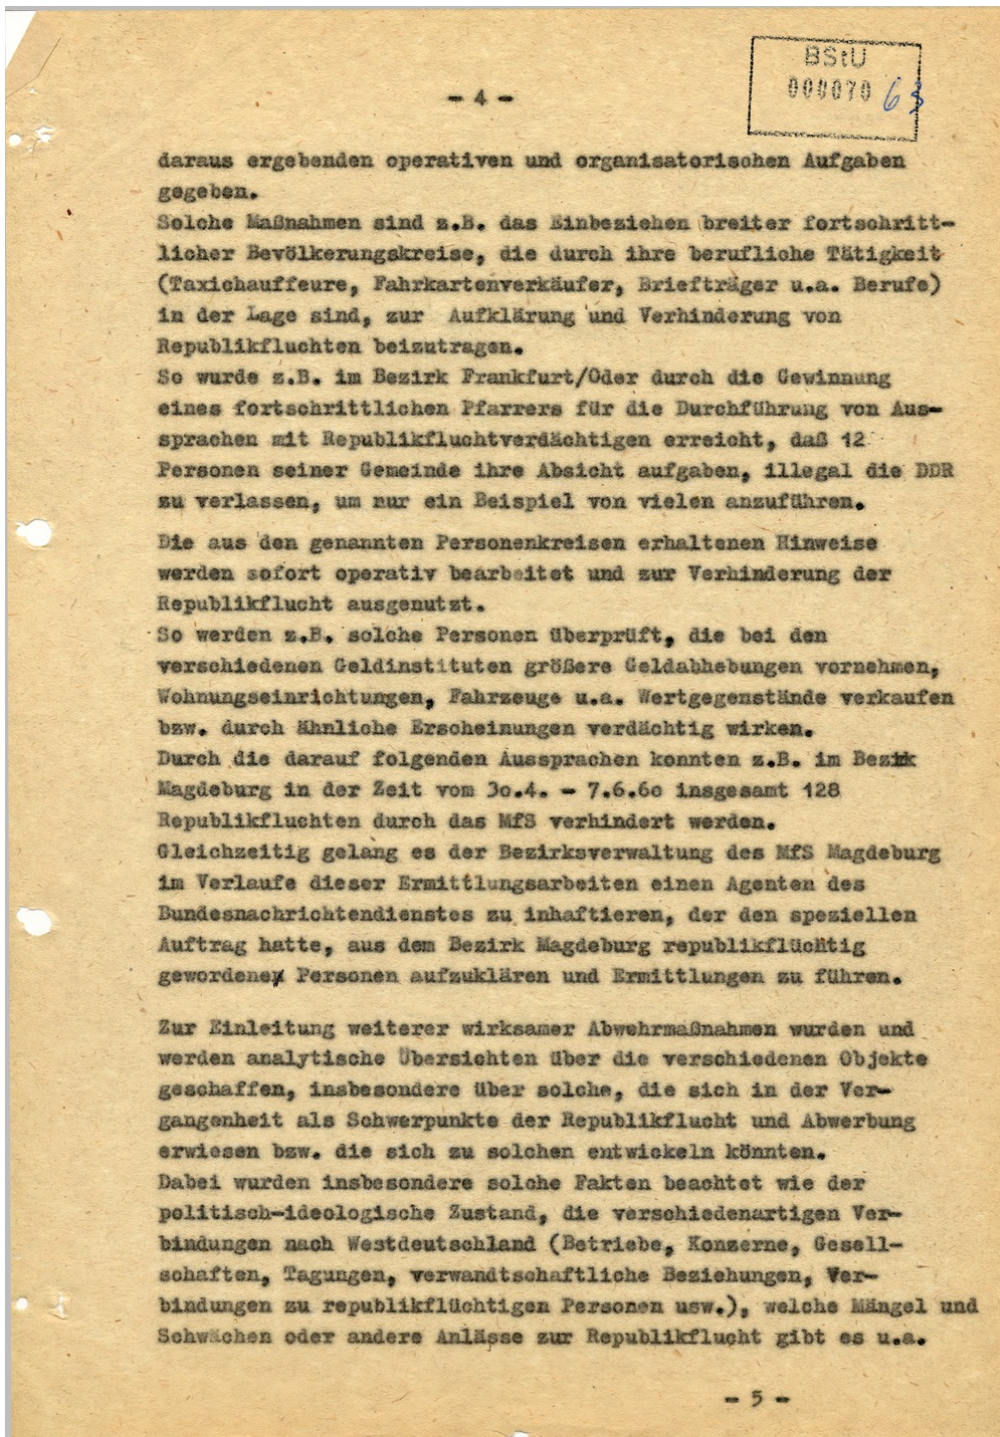 BStU
000070 63
- 4 -
daraus ergebenden operativen und organisatorischen Aufgaben
gegeben.
Solche Maßnahmen sind z.B. das Einbeziehen breiter fortschritt-
licher Bevölkerungskreise, die durch ihre berufliche Tätigkeit
(Taxichauffeure, Fahrkartenverkäufer, Briefträger u.a. Berufe)
in der Lage sind, zur Aufklärung und Verhinderung von
Republikfluchten beizutragen.
So wurde z.B. im Bezirk Frankfurt/Oder durch die Gewinnung
eines fortschrittlichen Pfarrers für die Durchführung von Aus-
sprachen mit Republikfluchtverdächtigen erreicht, daß 12
Personen seiner Gemeinde ihre Absicht aufgaben, illegal die DDR
zu verlassen, um nur ein Beispiel von vielen anzuführen.
Die aus den genannten Personenkreisen erhaltenen Hinweise
werden sofort operativ bearbeitet und zur Verhinderung der
Republikflucht ausgenutzt.
So werden z.B. solche Personen überprüft, die bei den
verschiedenen Geldinstituten größere Geldabhebungen vornehmen,
Wohnungseinrichtungen, Fahrzeuge u.a. Wertgegenstände verkaufen
bzw. durch ähnliche Erscheinungen verdächtig wirken.
Durch die darauf folgenden Aussprachen konnten z.B. im Bezirk
Magdeburg in der Zeit vom 3o.4. - 7.6.6o insgesamt 128
Republikfluchten durch das MfS verhindert werden.
Gleichzeitig gelang es der Bezirksverwaltung des MfS Magdeburg
im Verlaufe dieser Ermittlungsarbeiten einen Agenten des
Bundesnachrichtendienstes zu inhaftieren, der den speziellen
Auftrag hatte, aus dem Bezirk Magdeburg republikflüchtig
gewordene Personen aufzuklären und Ermittlungen zu führen.
Zur Einleitung weiterer wirksamer Abwehrmaßnahmen wurden und
werden analytische Übersichten über die verschiedenen Objekte
geschaffen, insbesondere über solche, die sich in der Ver-
gangenheit als Schwerpunkte der Republikflucht und Abwerbung
erwiesen bzw. die sich zu solchen entwickeln könnten.
Dabei wurden insbesondere solche Fakten beachtet wie der
politisch-ideologische Zustand, die verschiedenartigen Ver-
bindungen nach Westdeutschland (Betriebe, Konzerne, Gesell-
schaften, Tagungen, verwandtschaftliche Beziehungen, Ver-
bindungen zu republikflüchtigen Personen usw.), welche Mängel und
Schwächen oder andere Anlässe zur Republikflucht gibt es u.a.
- 5 -